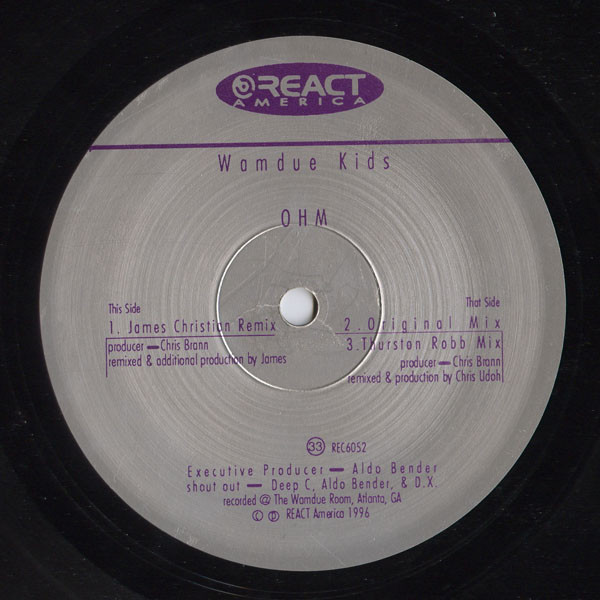 REACT
AMERICA
Wamdue Kids
OHM
This Side
1. James Christian Remix
producer — Chris Brann
remixed & additional production by James
That Side
2. Original Mix
3. Thurston Robb Mix
producer — Chris Brann
remixed & production by Chris Udoh
33 REC6052
Executive Producer — Aldo Bender
shout out — Deep C, Aldo Bender, & D.X.
recorded @ The Wamdue Room, Atlanta, GA
© ℗ REACT America 1996